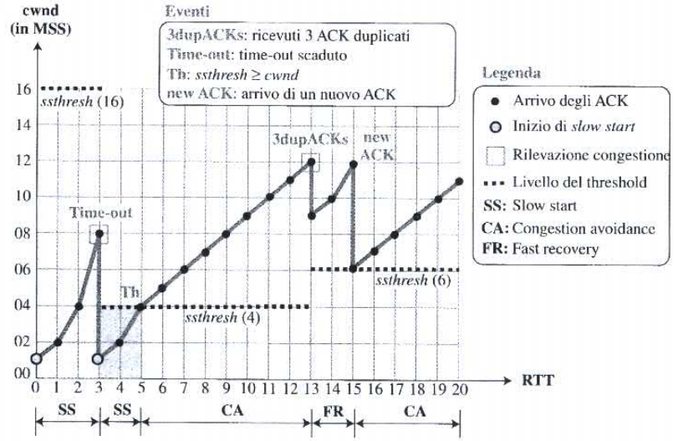 cwnd
(in MSS)
Eventi
3dupACKs: ricevuti 3 ACK duplicati
Time-out: time-out scaduto
Th: ssthresh ≥ cwnd
new ACK: arrivo di un nuovo ACK
Legenda
Arrivo degli ACK
Inizio di slow start
Rilevazione congestione
Livello del threshold
SS: Slow start
CA: Congestion avoidance
FR: Fast recovery
16
14
12
10
08
06
04
02
00
ssthresh (16)
Time-out
Th
ssthresh (4)
3dupACKs
new
ACK
ssthresh (6)
0 1 2 3 4 5 6 7 8 9 10 11 12 13 14 15 16 17 18 19 20
RTT
SS SS CA FR CA